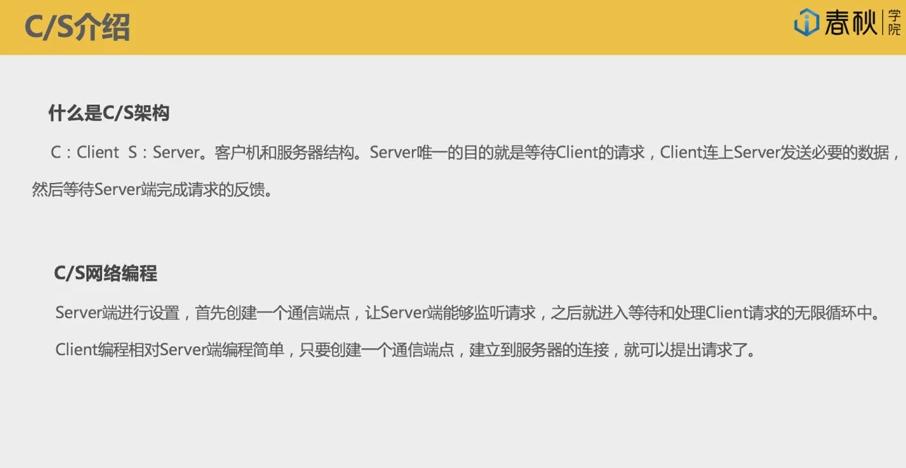 C/S介绍
春秋学院
什么是C/S架构
C：Client S：Server。客户机和服务器结构。Server唯一的目的就是等待Client的请求，Client连上Server发送必要的数据，
然后等待Server端完成请求的反馈。
C/S网络编程
Server端进行设置，首先创建一个通信端点，让Server端能够监听请求，之后就进入等待和处理Client请求的无限循环中。
Client编程相对Server端编程简单，只要创建一个通信端点，建立到服务器的连接，就可以提出请求了。